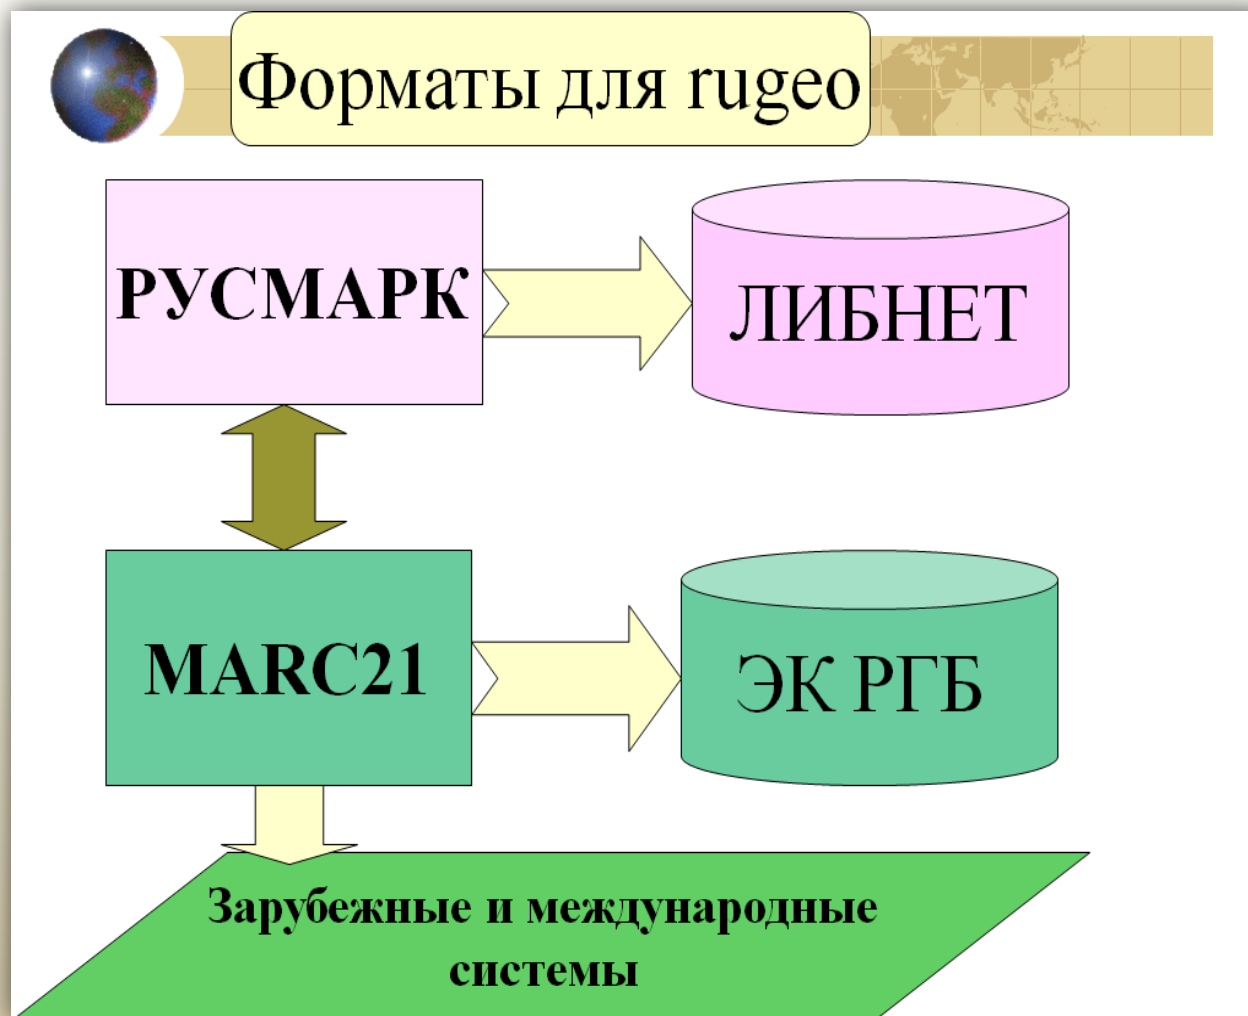 Форматы для rugeo
РУСМАРК
ЛИБНЕТ
MARC21
ЭК РГБ
Зарубежные и международные
системы